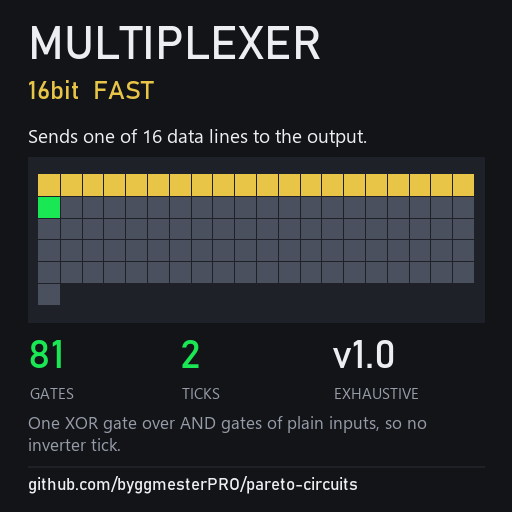 MULTIPLEXER
16bit FAST
Sends one of 16 data lines to the output.
81 2 v1.0
GATES TICKS EXHAUSTIVE
One XOR gate over AND gates of plain inputs, so no
inverter tick.
github.com/byggmesterPRO/pareto-circuits